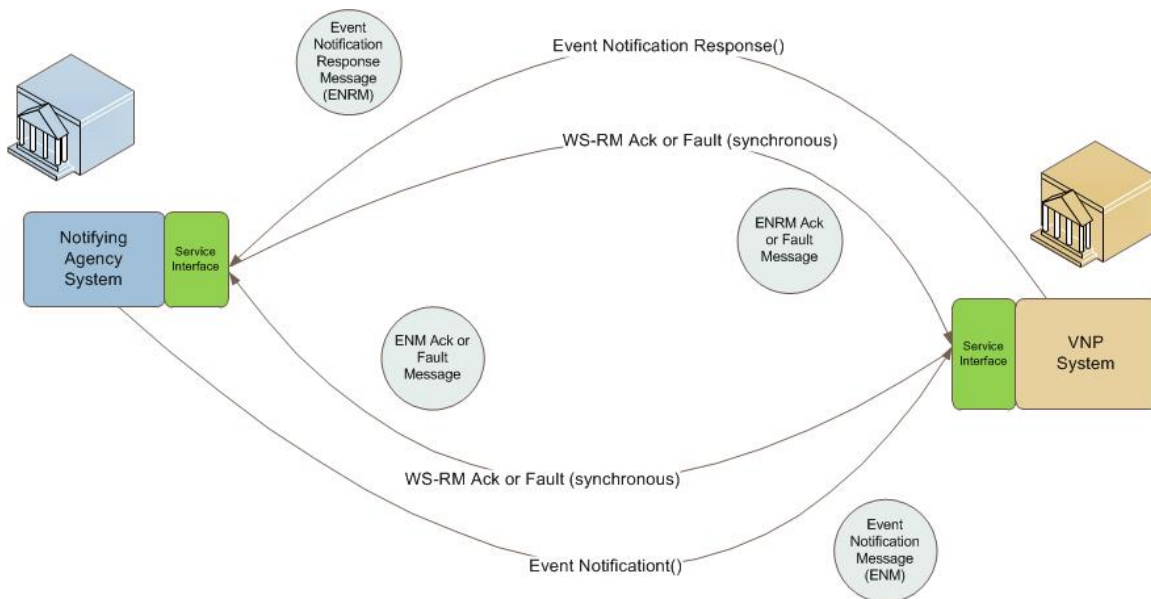 Event
Notification
Response
Message
(ENRM)
Event Notification Response()
WS-RM Ack or Fault (synchronous)
ENRM Ack
or Fault
Message
Notifying
Agency
System
Service
Interface
ENM Ack or
Fault
Message
Service
Interface
VNP
System
WS-RM Ack or Fault (synchronous)
Event
Notification
Message
(ENM)
Event Notificationt()